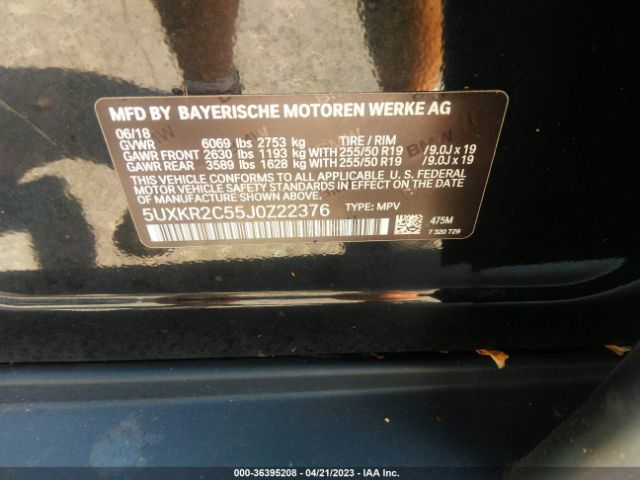 MFD BY BAYERISCHE MOTOREN WERKE AG
06/18
GVWR 6069 lbs 2753 kg TIRE / RIM
GAWR FRONT 2630 lbs 1193 kg WITH 255/50 R19 /9.0J x 19
GAWR REAR 3589 lbs 1628 kg WITH 255/50 R19 /9.0J x 19
THIS VEHICLE CONFORMS TO ALL APPLICABLE U. S. FEDERAL
MOTOR VEHICLE SAFETY AND THEFT PREVENTION STANDARDS IN
EFFECT ON THE DATE OF MANUFACTURE SHOWN ABOVE.
5UXKR2C55J0Z22376 TYPE: MPV
475M
7 320 729
000-36395208 - 04/21/2023 - IAA Inc.